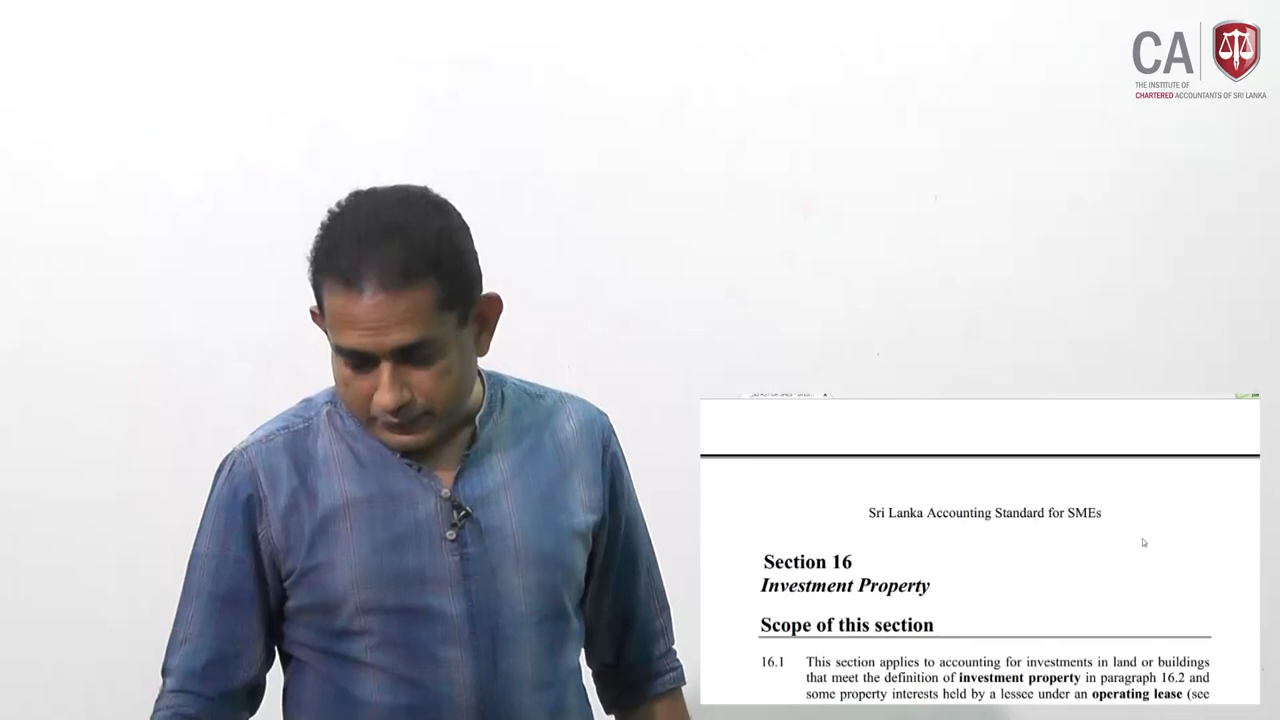 CA
THE INSTITUTE OF
CHARTERED ACCOUNTANTS OF SRI LANKA
Sri Lanka Accounting Standard for SMEs
Section 16
Investment Property
Scope of this section
16.1 This section applies to accounting for investments in land or buildings
that meet the definition of investment property in paragraph 16.2 and
some property interests held by a lessee under an operating lease (see